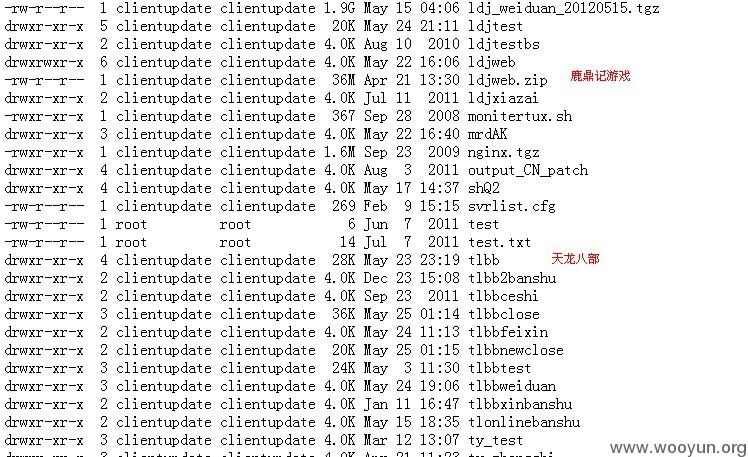 -rw-r--r-- 1 clientupdate clientupdate 1.9G May 15 04:06 ldj_weiduan_20120515.tgz
drwxr-xr-x 5 clientupdate clientupdate 20K May 24 21:11 ldjtest
drwxr-xr-x 2 clientupdate clientupdate 4.0K Aug 10 2010 ldjtestbs
drwxrwxr-x 6 clientupdate clientupdate 4.0K May 22 16:06 ldjweb
-rw-r--r-- 1 clientupdate clientupdate 36M Apr 21 13:30 ldjweb.zip 鹿鼎记游戏
drwxr-xr-x 2 clientupdate clientupdate 4.0K Jul 11 2011 ldjxiazai
-rwxr-xr-x 1 clientupdate clientupdate 367 Sep 28 2008 monitertux.sh
drwxr-xr-x 3 clientupdate clientupdate 4.0K May 22 16:40 mrdAK
-rwxr-xr-x 1 clientupdate clientupdate 1.6M Sep 23 2009 nginx.tgz
drwxr-xr-x 4 clientupdate clientupdate 4.0K Aug 3 2011 output_CN_patch
drwxr-xr-x 4 clientupdate clientupdate 4.0K May 17 14:37 shQ2
-rw-r--r-- 1 clientupdate clientupdate 269 Feb 9 15:15 svrlist.cfg
-rw-r--r-- 1 root root 6 Jun 7 2011 test
-rw-r--r-- 1 root root 14 Jul 7 2011 test.txt
drwxr-xr-x 4 clientupdate clientupdate 28K May 23 23:19 tlbb 天龙八部
drwxr-xr-x 2 clientupdate clientupdate 4.0K Dec 23 15:08 tlbb2banshu
drwxr-xr-x 2 clientupdate clientupdate 4.0K Sep 23 2011 tlbbceshi
drwxr-xr-x 3 clientupdate clientupdate 36K May 25 01:14 tlbbclose
drwxr-xr-x 2 clientupdate clientupdate 4.0K May 24 11:13 tlbbfeixin
drwxr-xr-x 2 clientupdate clientupdate 20K May 25 01:15 tlbbnewclose
drwxr-xr-x 3 clientupdate clientupdate 24K May 3 11:30 tlbbtest
drwxr-xr-x 3 clientupdate clientupdate 4.0K May 24 19:06 tlbbweiduan
drwxr-xr-x 2 clientupdate clientupdate 4.0K Jan 11 16:47 tlbbxinbanshu
drwxr-xr-x 2 clientupdate clientupdate 4.0K May 15 18:35 tlonlinebanshu
drwxr-xr-x 3 clientupdate clientupdate 4.0K Mar 12 13:07 ty_test
www.wooyun.org